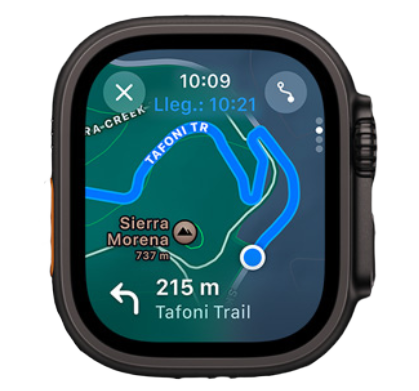 10:09
Lleg.: 10:21
RA-CREEK
TAFONI TR
Sierra
Morena
737 m
215 m
Tafoni Trail